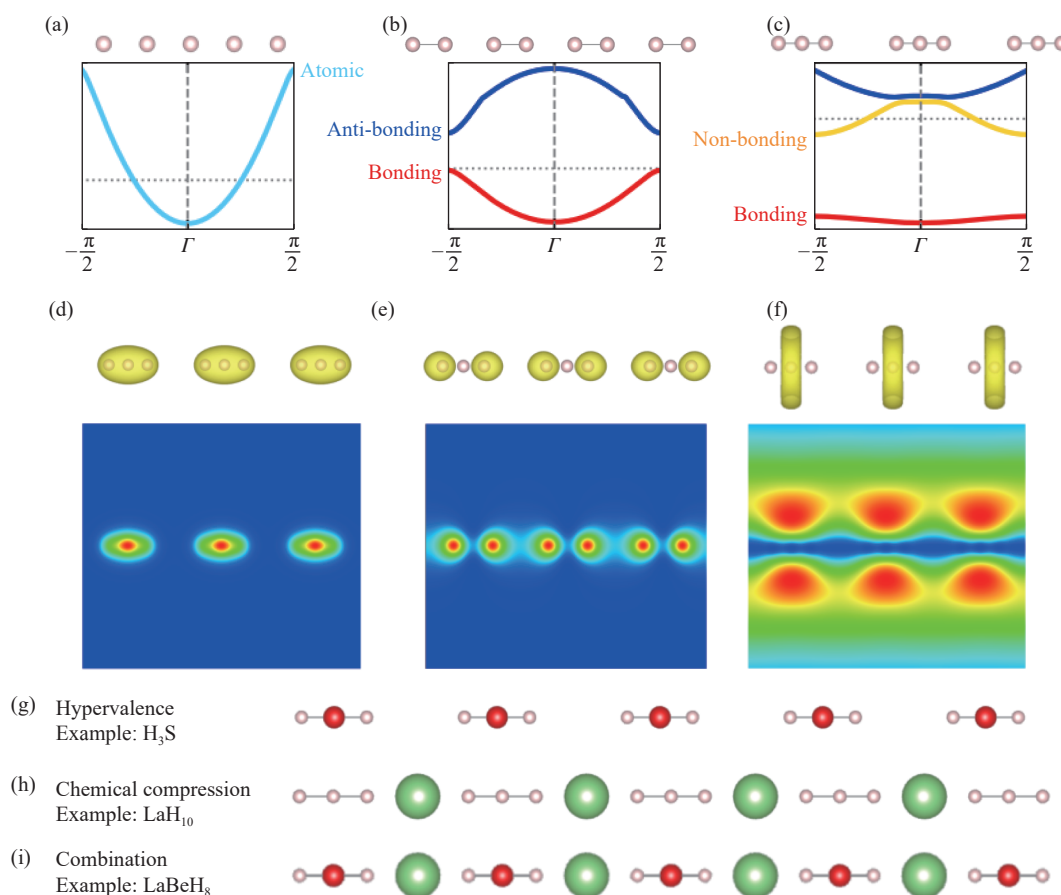 (a)
(b)
(c)
Atomic
Anti-bonding
Bonding
Non-bonding
Bonding
−π/2
Γ
π/2
−π/2
Γ
π/2
−π/2
Γ
π/2
(d)
(e)
(f)
(g) Hypervalence
Example: H₃S
(h) Chemical compression
Example: LaH₁₀
(i) Combination
Example: LaBeH₈